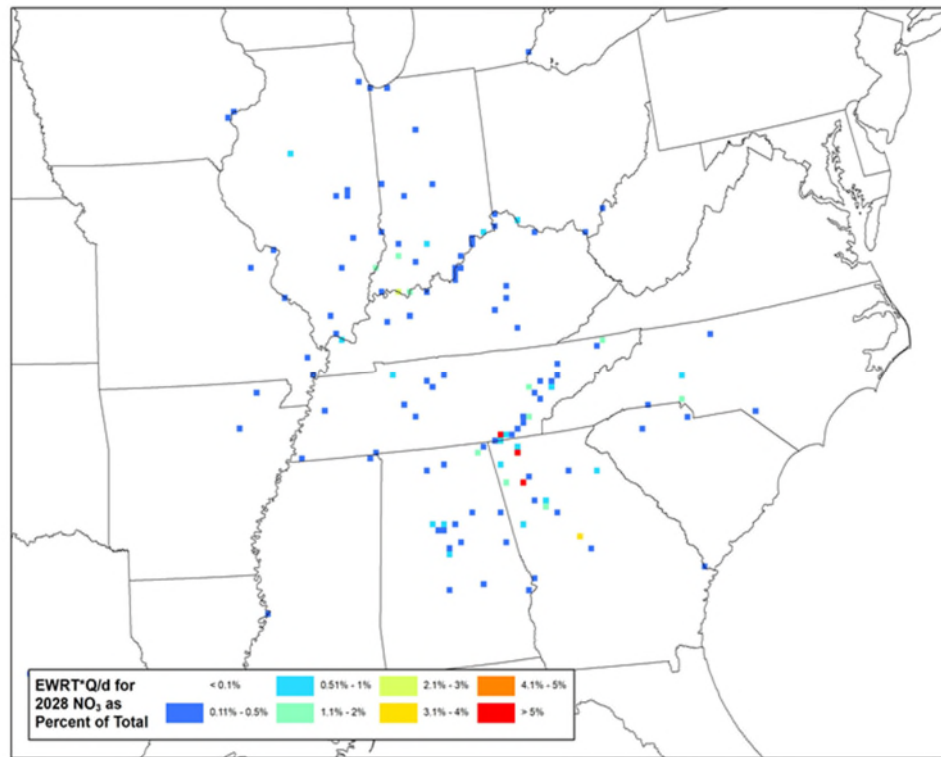 EWRT*Q/d for
2028 NO₃ as
Percent of Total
< 0.1%
0.11% - 0.5%
0.51% - 1%
1.1% - 2%
2.1% - 3%
3.1% - 4%
4.1% - 5%
> 5%